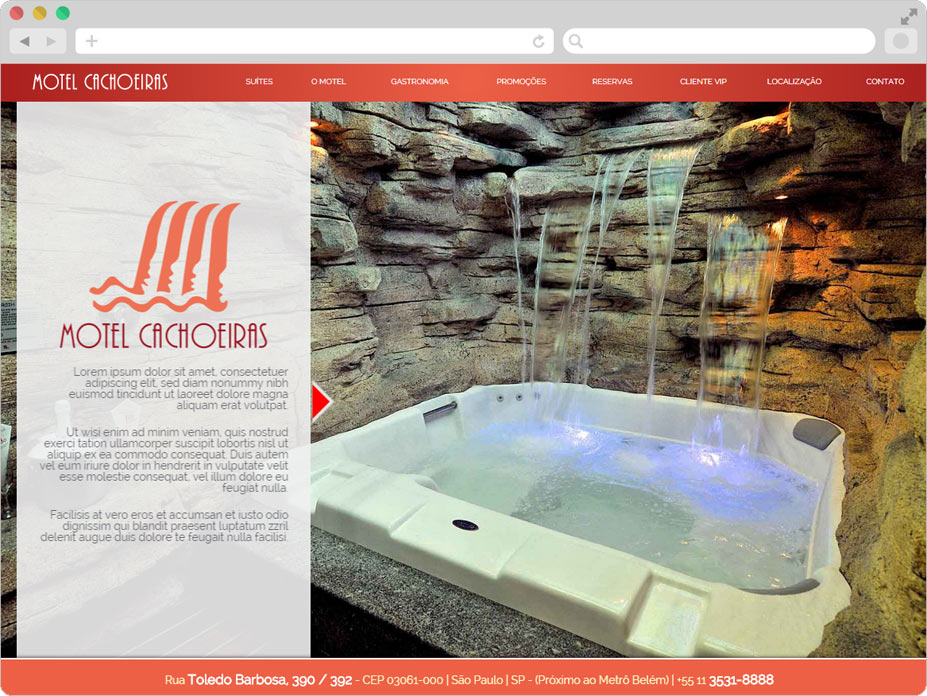 MOTEL CACHOEIRAS
SUÍTES O MOTEL GASTRONOMIA PROMOÇÕES RESERVAS CLIENTE VIP LOCALIZAÇÃO CONTATO
MOTEL CACHOEIRAS
Lorem ipsum dolor sit amet, consectetuer
adipiscing elit, sed diam nonummy nibh
euismod tincidunt ut laoreet dolore magna
aliquam erat volutpat.
Ut wisi enim ad minim veniam, quis nostrud
exerci tation ullamcorper suscipit lobortis nisl ut
aliquip ex ea commodo consequat. Duis autem
vel eum iriure dolor in hendrerit in vulputate velit
esse molestie consequat, vel illum dolore eu
feugiat nulla.
Facilisis at vero eros et accumsan et iusto odio
dignissim qui blandit praesent luptatum zzril
delenit augue duis dolore te feugait nulla facilisi.
Rua Toledo Barbosa, 390 / 392 - CEP 03061-000 | São Paulo | SP - (Próximo ao Metrô Belém) | +55 11 3531-8888